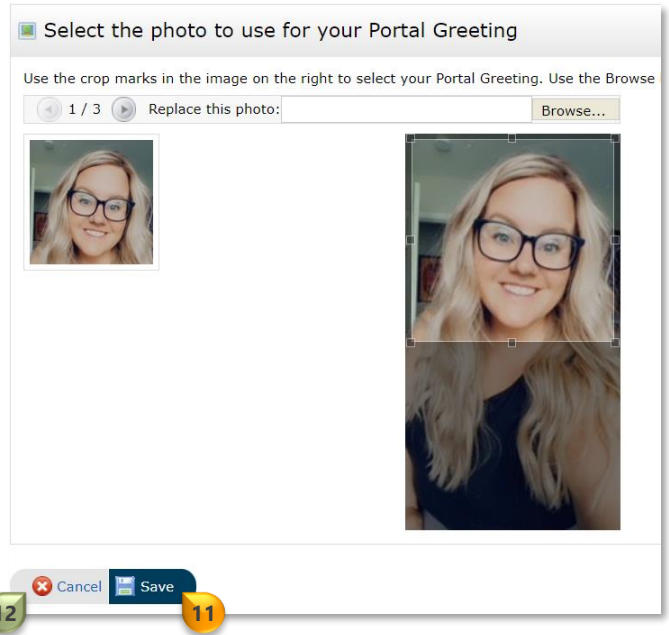 Select the photo to use for your Portal Greeting
Use the crop marks in the image on the right to select your Portal Greeting. Use the Browse
1 / 3 Replace this photo: Browse...
Cancel Save
12 11